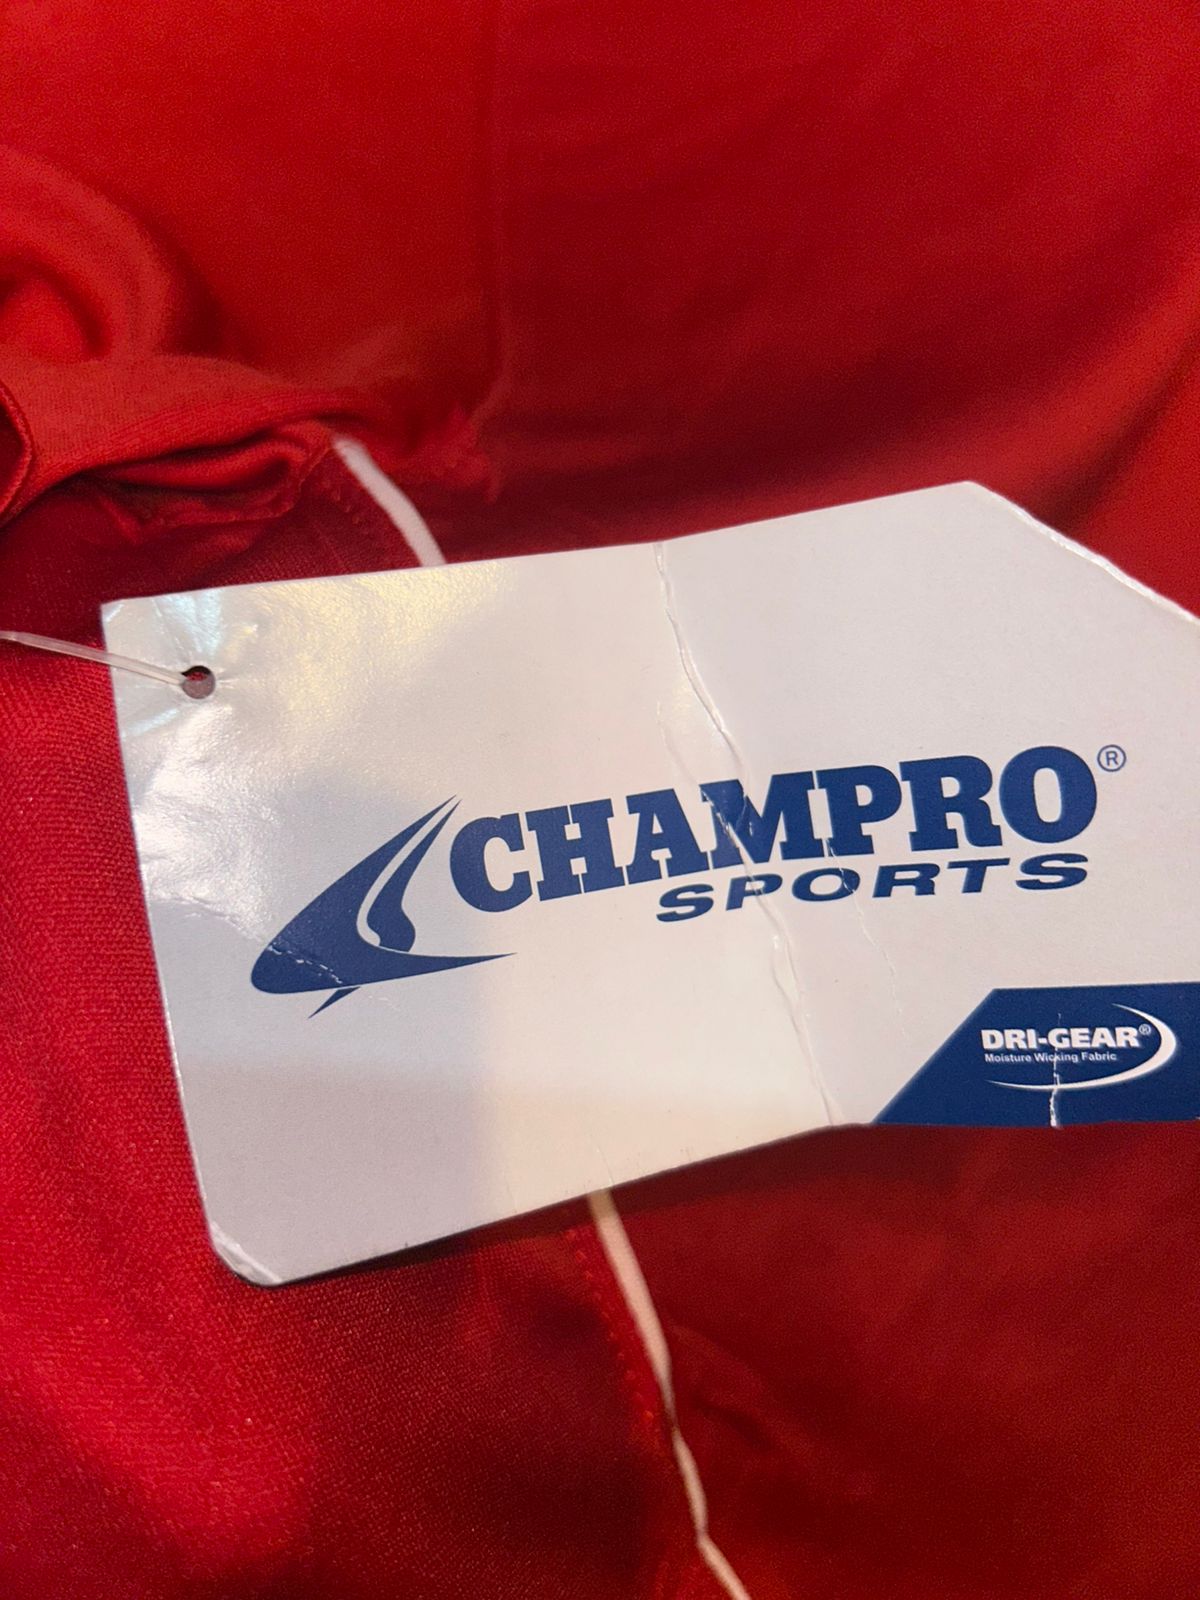 CHAMPRO®
SPORTS
DRI-GEAR®
Moisture Wicking Fabric